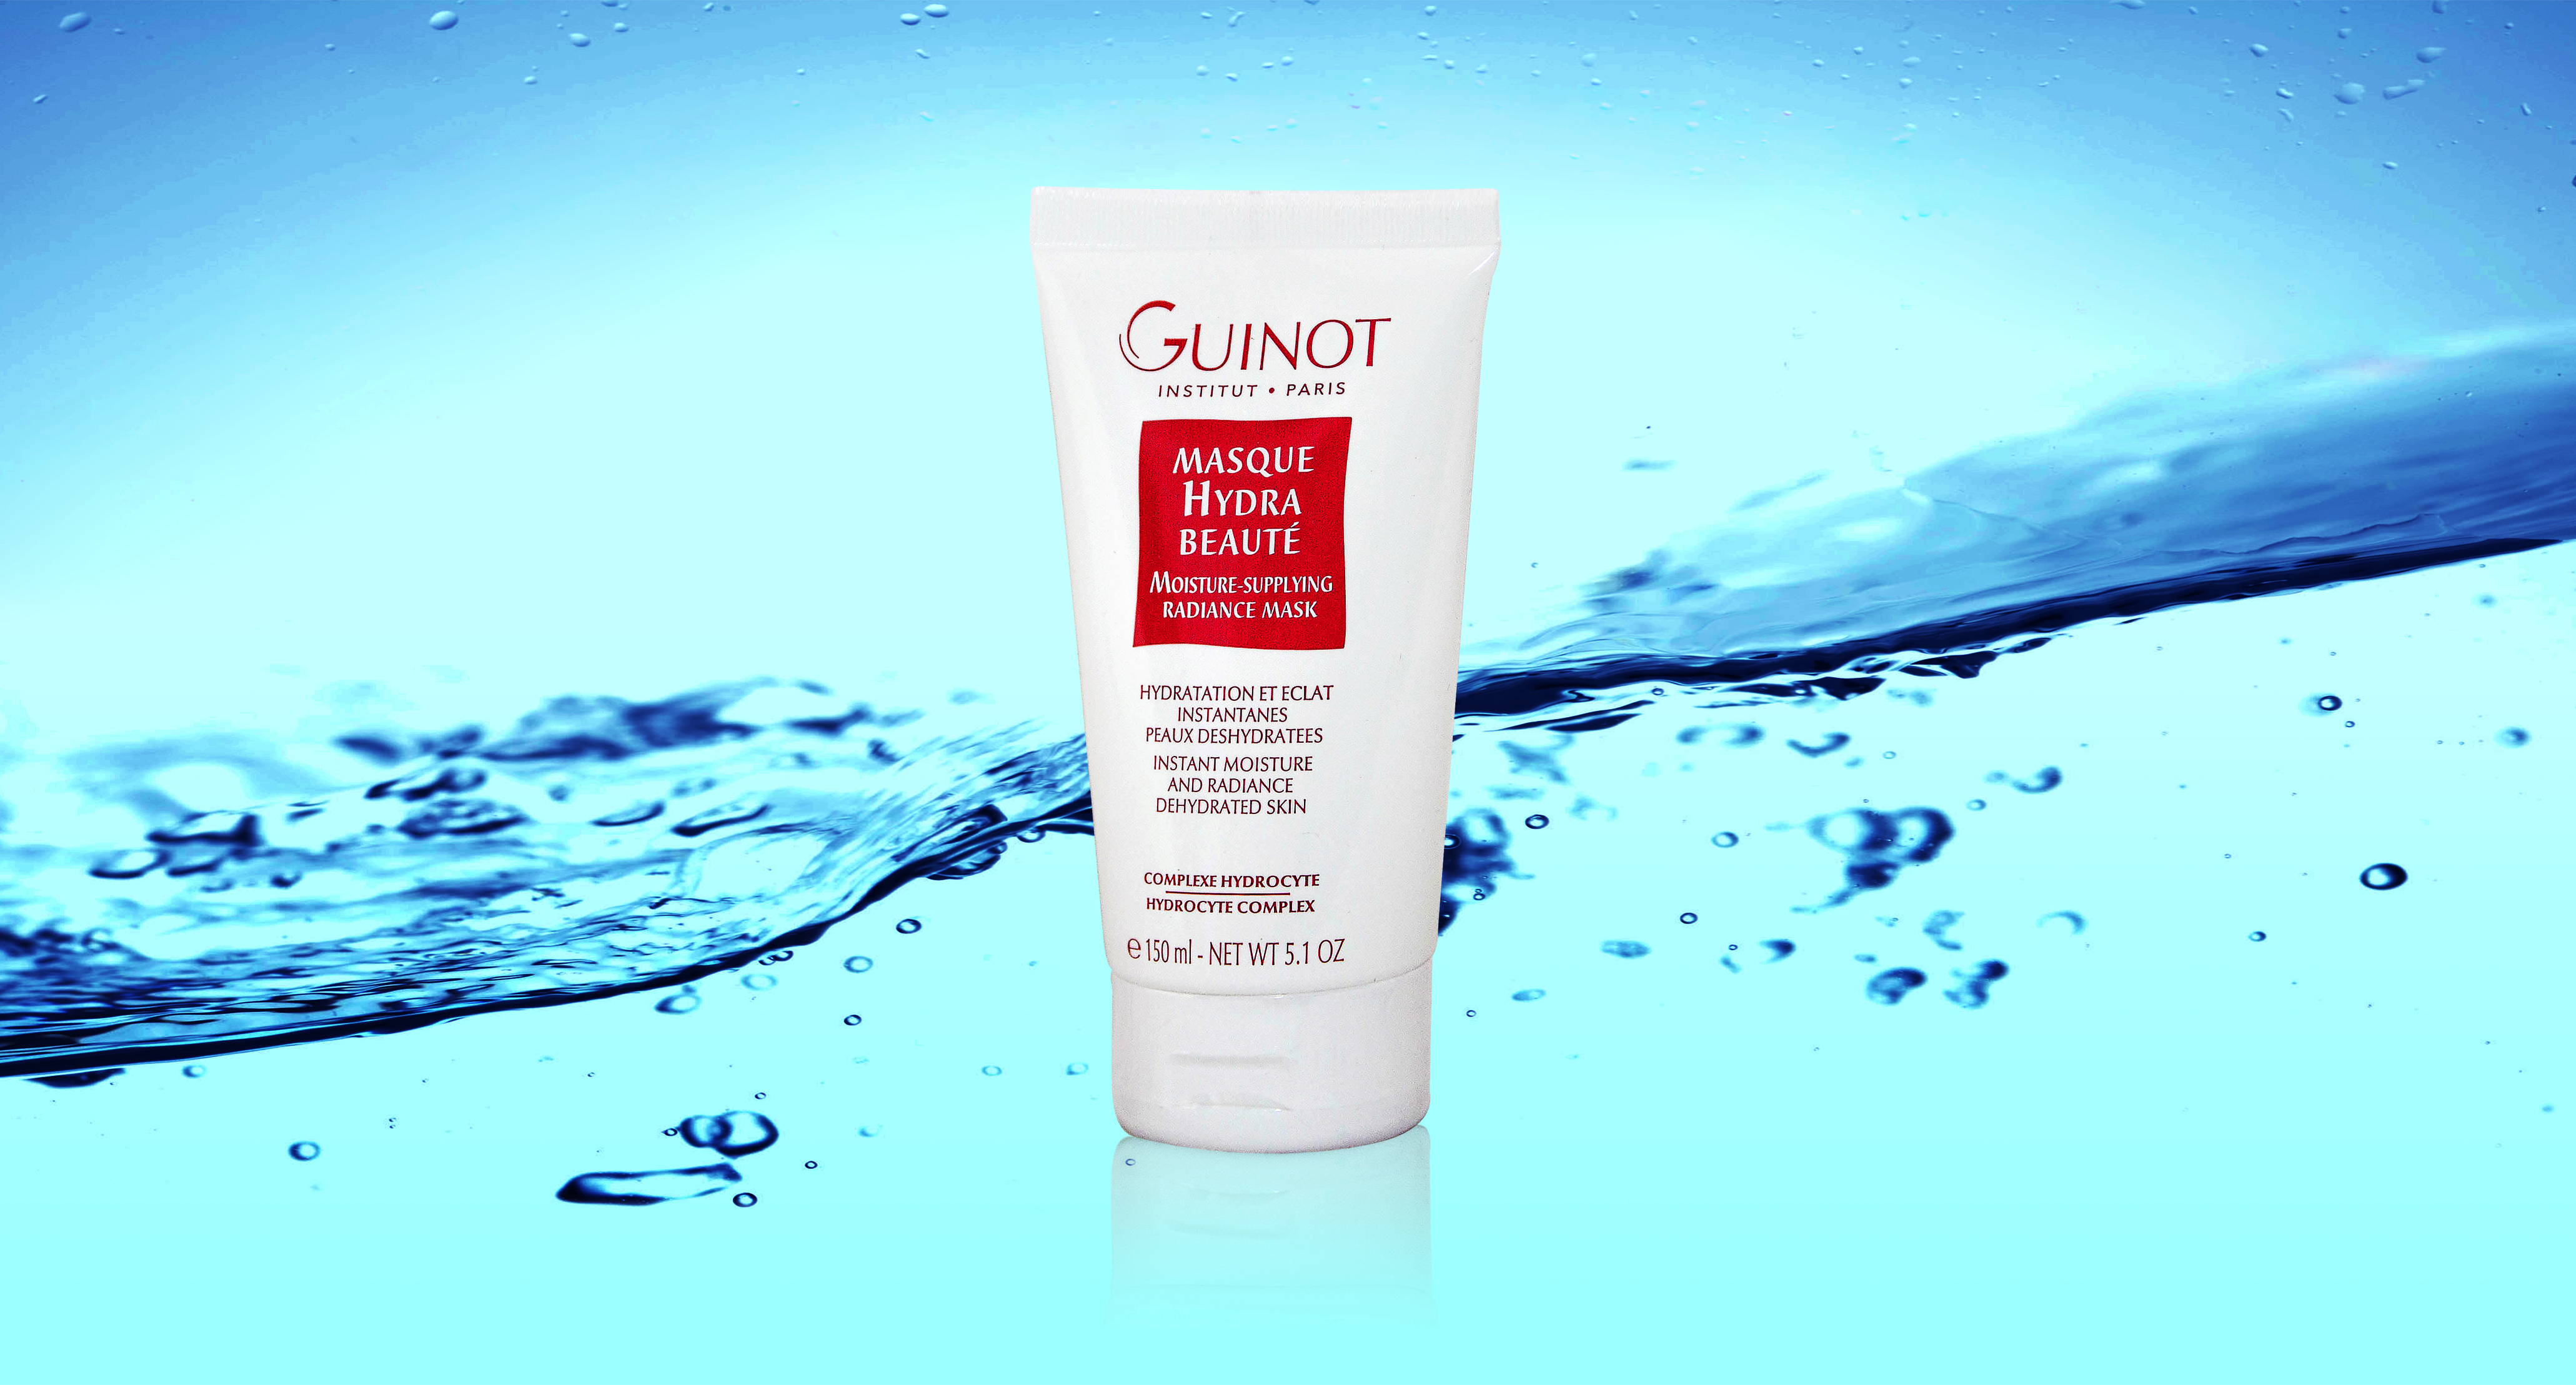 GUINOT
INSTITUT • PARIS
MASQUE
HYDRA
BEAUTÉ
MOISTURE-SUPPLYING
RADIANCE MASK
HYDRATATION ET ECLAT
INSTANTANES
PEAUX DESHYDRATEES
INSTANT MOISTURE
AND RADIANCE
DEHYDRATED SKIN
COMPLEXE HYDROCYTE
HYDROCYTE COMPLEX
℮ 150 ml - NET WT 5.1 OZ